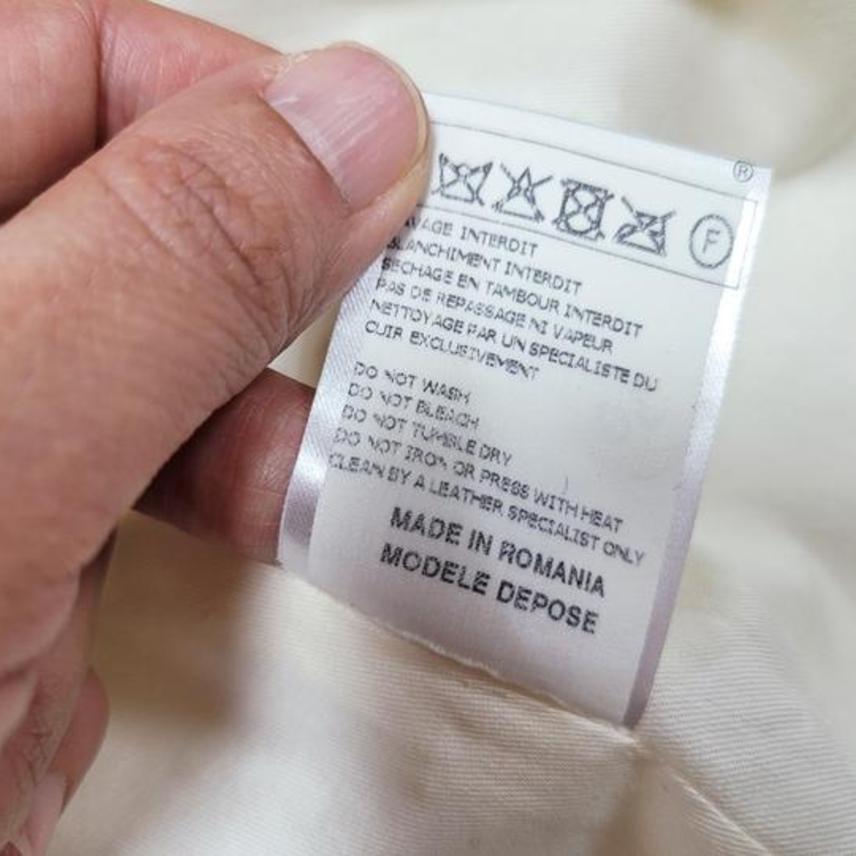 ®
F
LAVAGE INTERDIT
BLANCHIMENT INTERDIT
SECHAGE EN TAMBOUR INTERDIT
PAS DE REPASSAGE NI VAPEUR
NETTOYAGE PAR UN SPECIALISTE DU
CUIR EXCLUSIVEMENT
DO NOT WASH
DO NOT BLEACH
DO NOT TUMBLE DRY
DO NOT IRON OR PRESS WITH HEAT
CLEAN BY A LEATHER SPECIALIST ONLY
MADE IN ROMANIA
MODELE DEPOSE